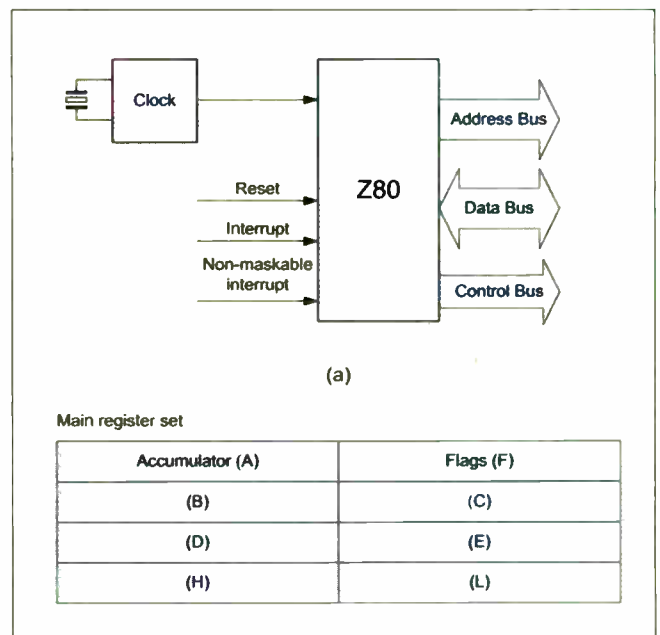 Clock
Address Bus
Z80
Reset
Data Bus
Interrupt
Non-maskable
interrupt
Control Bus
(a)
Main register set
Accumulator (A) Flags (F)
(B) (C)
(D) (E)
(H) (L)